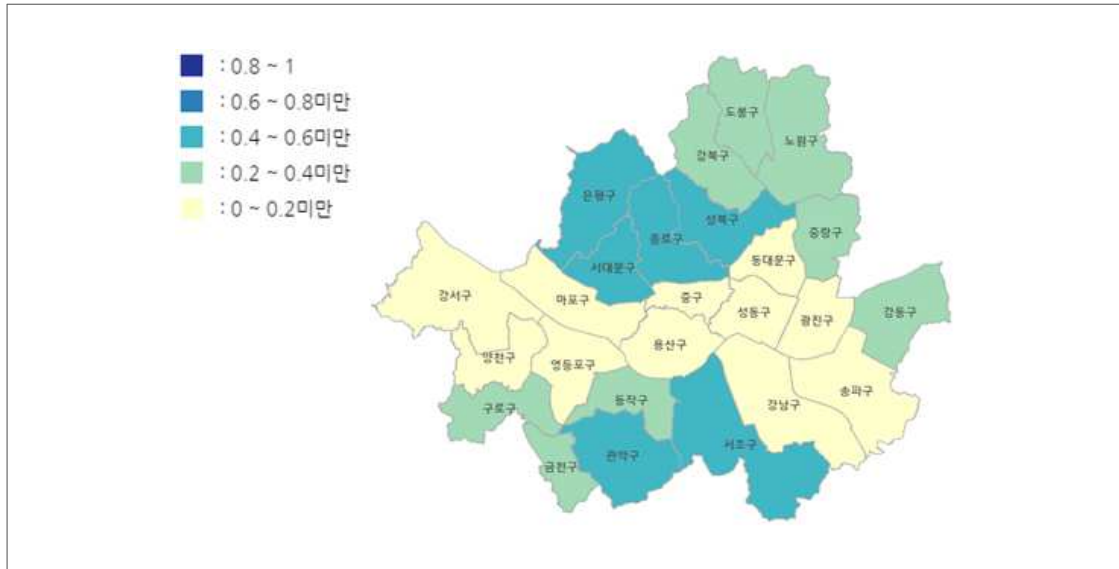 : 0.8 ~ 1
: 0.6 ~ 0.8미만
: 0.4 ~ 0.6미만
: 0.2 ~ 0.4미만
: 0 ~ 0.2미만
도봉구
노원구
강북구
은평구
성북구
종로구
중랑구
서대문구
동대문구
강서구
마포구
중구
성동구
광진구
강동구
용산구
양천구
영등포구
송파구
구로구
동작구
강남구
서초구
관악구
금천구